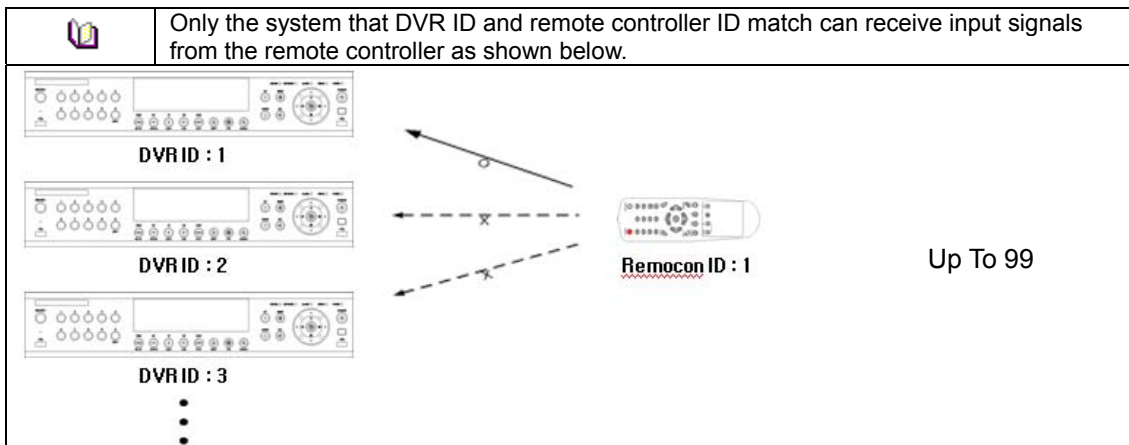 Only the system that DVR ID and remote controller ID match can receive input signals
from the remote controller as shown below.
DVR ID : 1
O
X
DVR ID : 2
Remocon ID : 1
Up To 99
X
DVR ID : 3